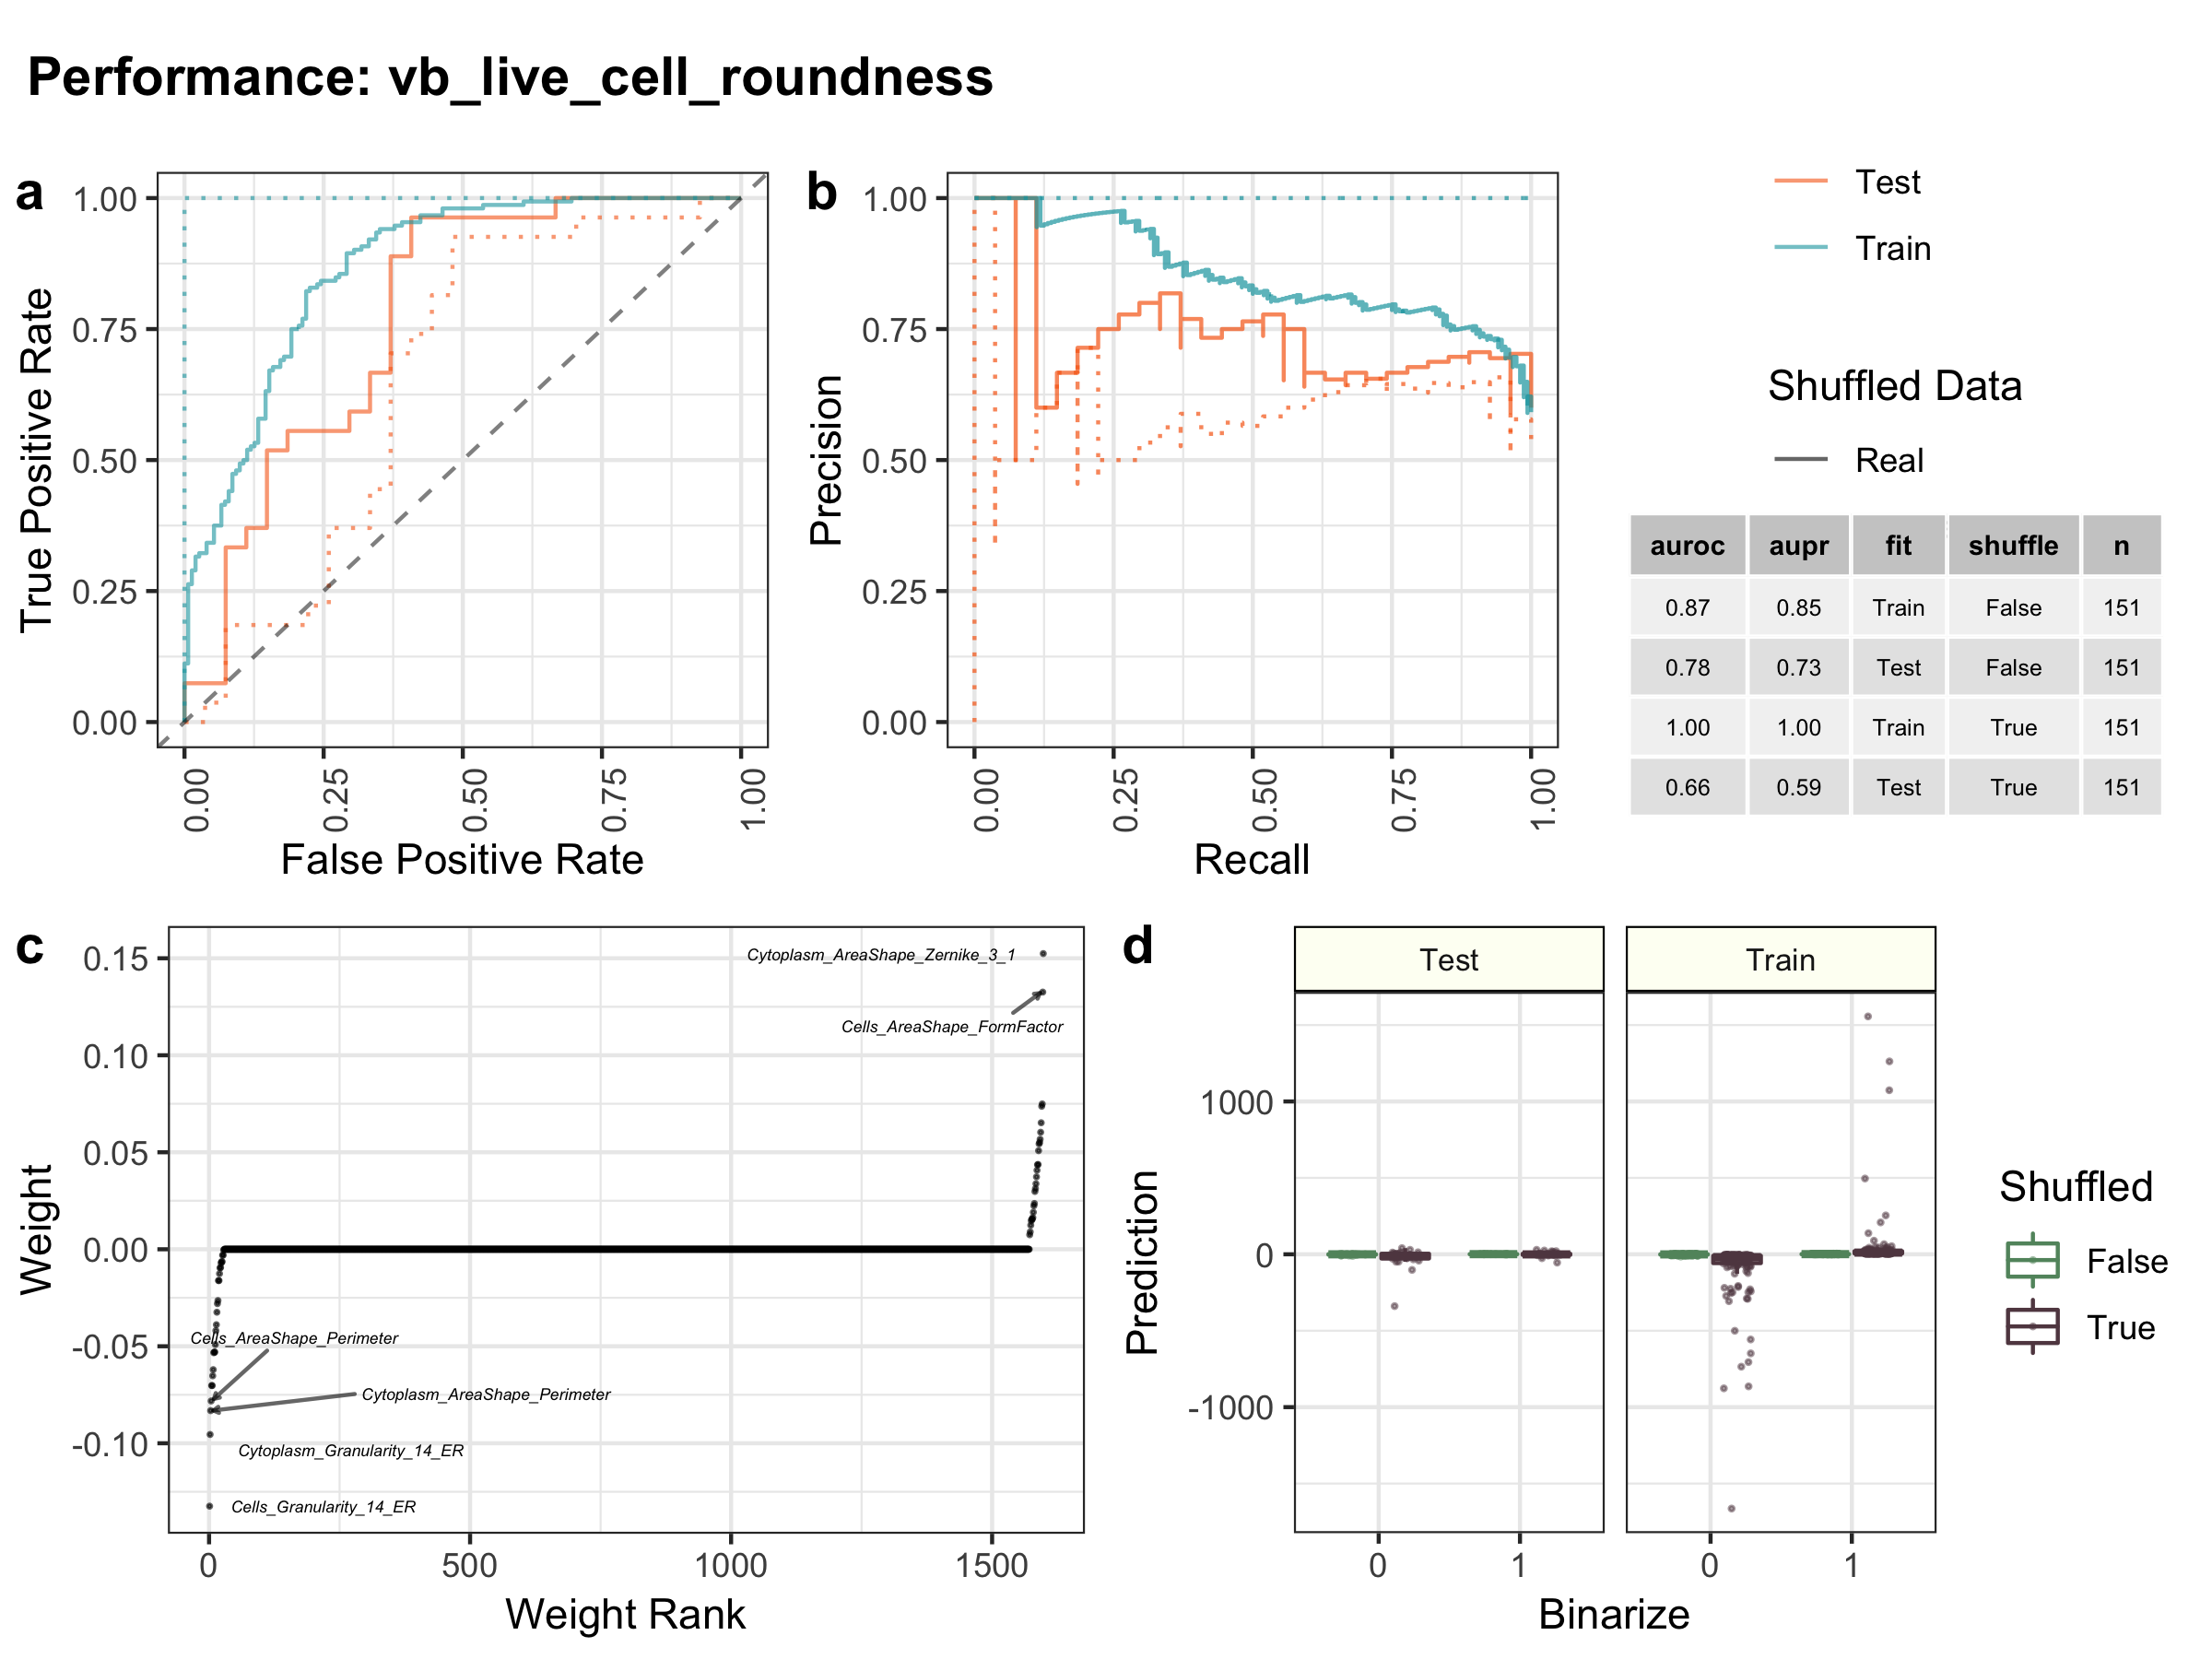 Performance: vb_live_cell_roundness
a
1.00
0.75
0.50
0.25
0.00
True Positive Rate
0.00
0.25
0.50
0.75
1.00
False Positive Rate
b
1.00
0.75
0.50
0.25
0.00
Precision
0.00
0.25
0.50
0.75
1.00
Recall
Test
Train
Shuffled Data
Real
auroc aupr fit shuffle n
0.87 0.85 Train False 151
0.78 0.73 Test False 151
1.00 1.00 Train True 151
0.66 0.59 Test True 151
c
0.15
0.10
0.05
0.00
-0.05
-0.10
Weight
Cytoplasm_AreaShape_Zernike_3_1
Cells_AreaShape_FormFactor
Cells_AreaShape_Perimeter
Cytoplasm_AreaShape_Perimeter
Cytoplasm_Granularity_14_ER
Cells_Granularity_14_ER
0 500 1000 1500
Weight Rank
d
Test Train
1000
0
-1000
Prediction
0 1 0 1
Binarize
Shuffled
False
True